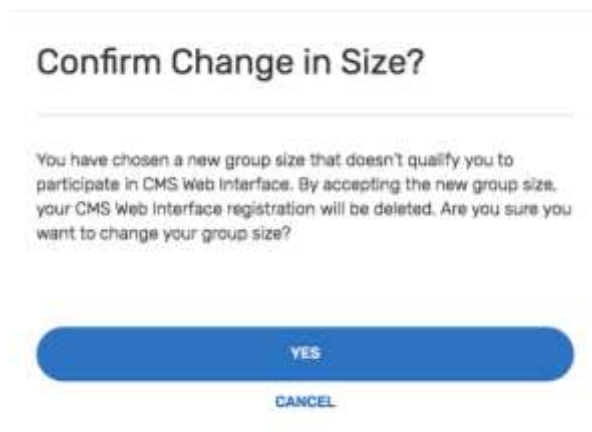 Confirm Change in Size?
You have chosen a new group size that doesn't qualify you to
participate in CMS Web Interface. By accepting the new group size,
your CMS Web Interface registration will be deleted. Are you sure you
want to change your group size?
YES
CANCEL